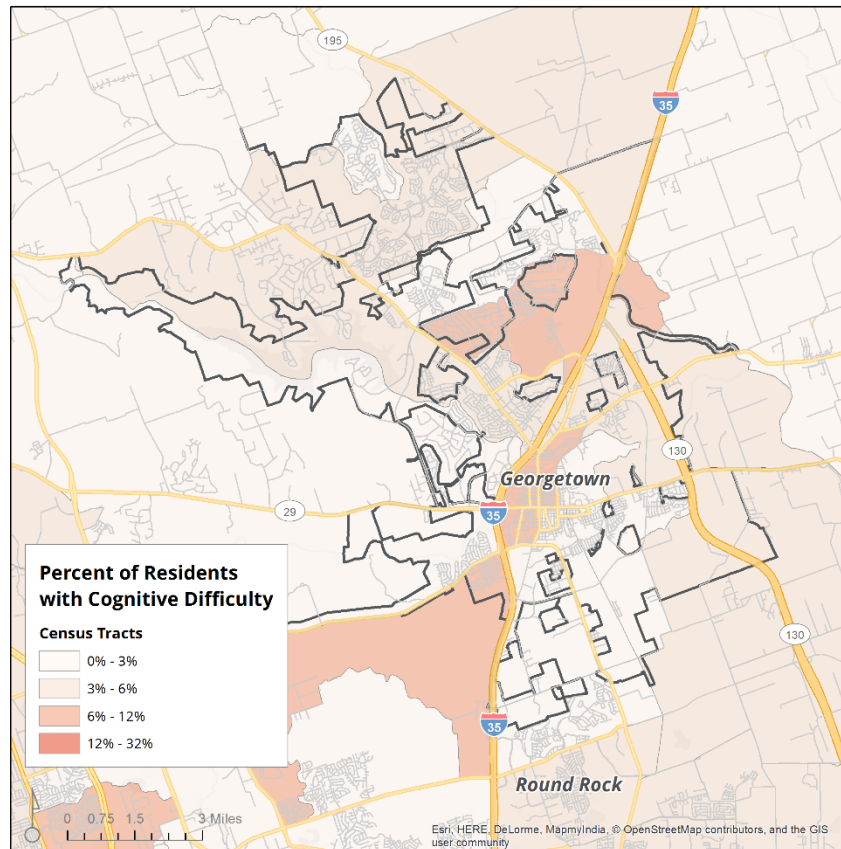 195
35
130
Georgetown
29
35
Percent of Residents
with Cognitive Difficulty
Census Tracts
0% - 3%
3% - 6%
6% - 12%
12% - 32%
130
35
Round Rock
0 0.75 1.5 3 Miles
Esri, HERE, DeLorme, MapmyIndia, © OpenStreetMap contributors, and the GIS
user community